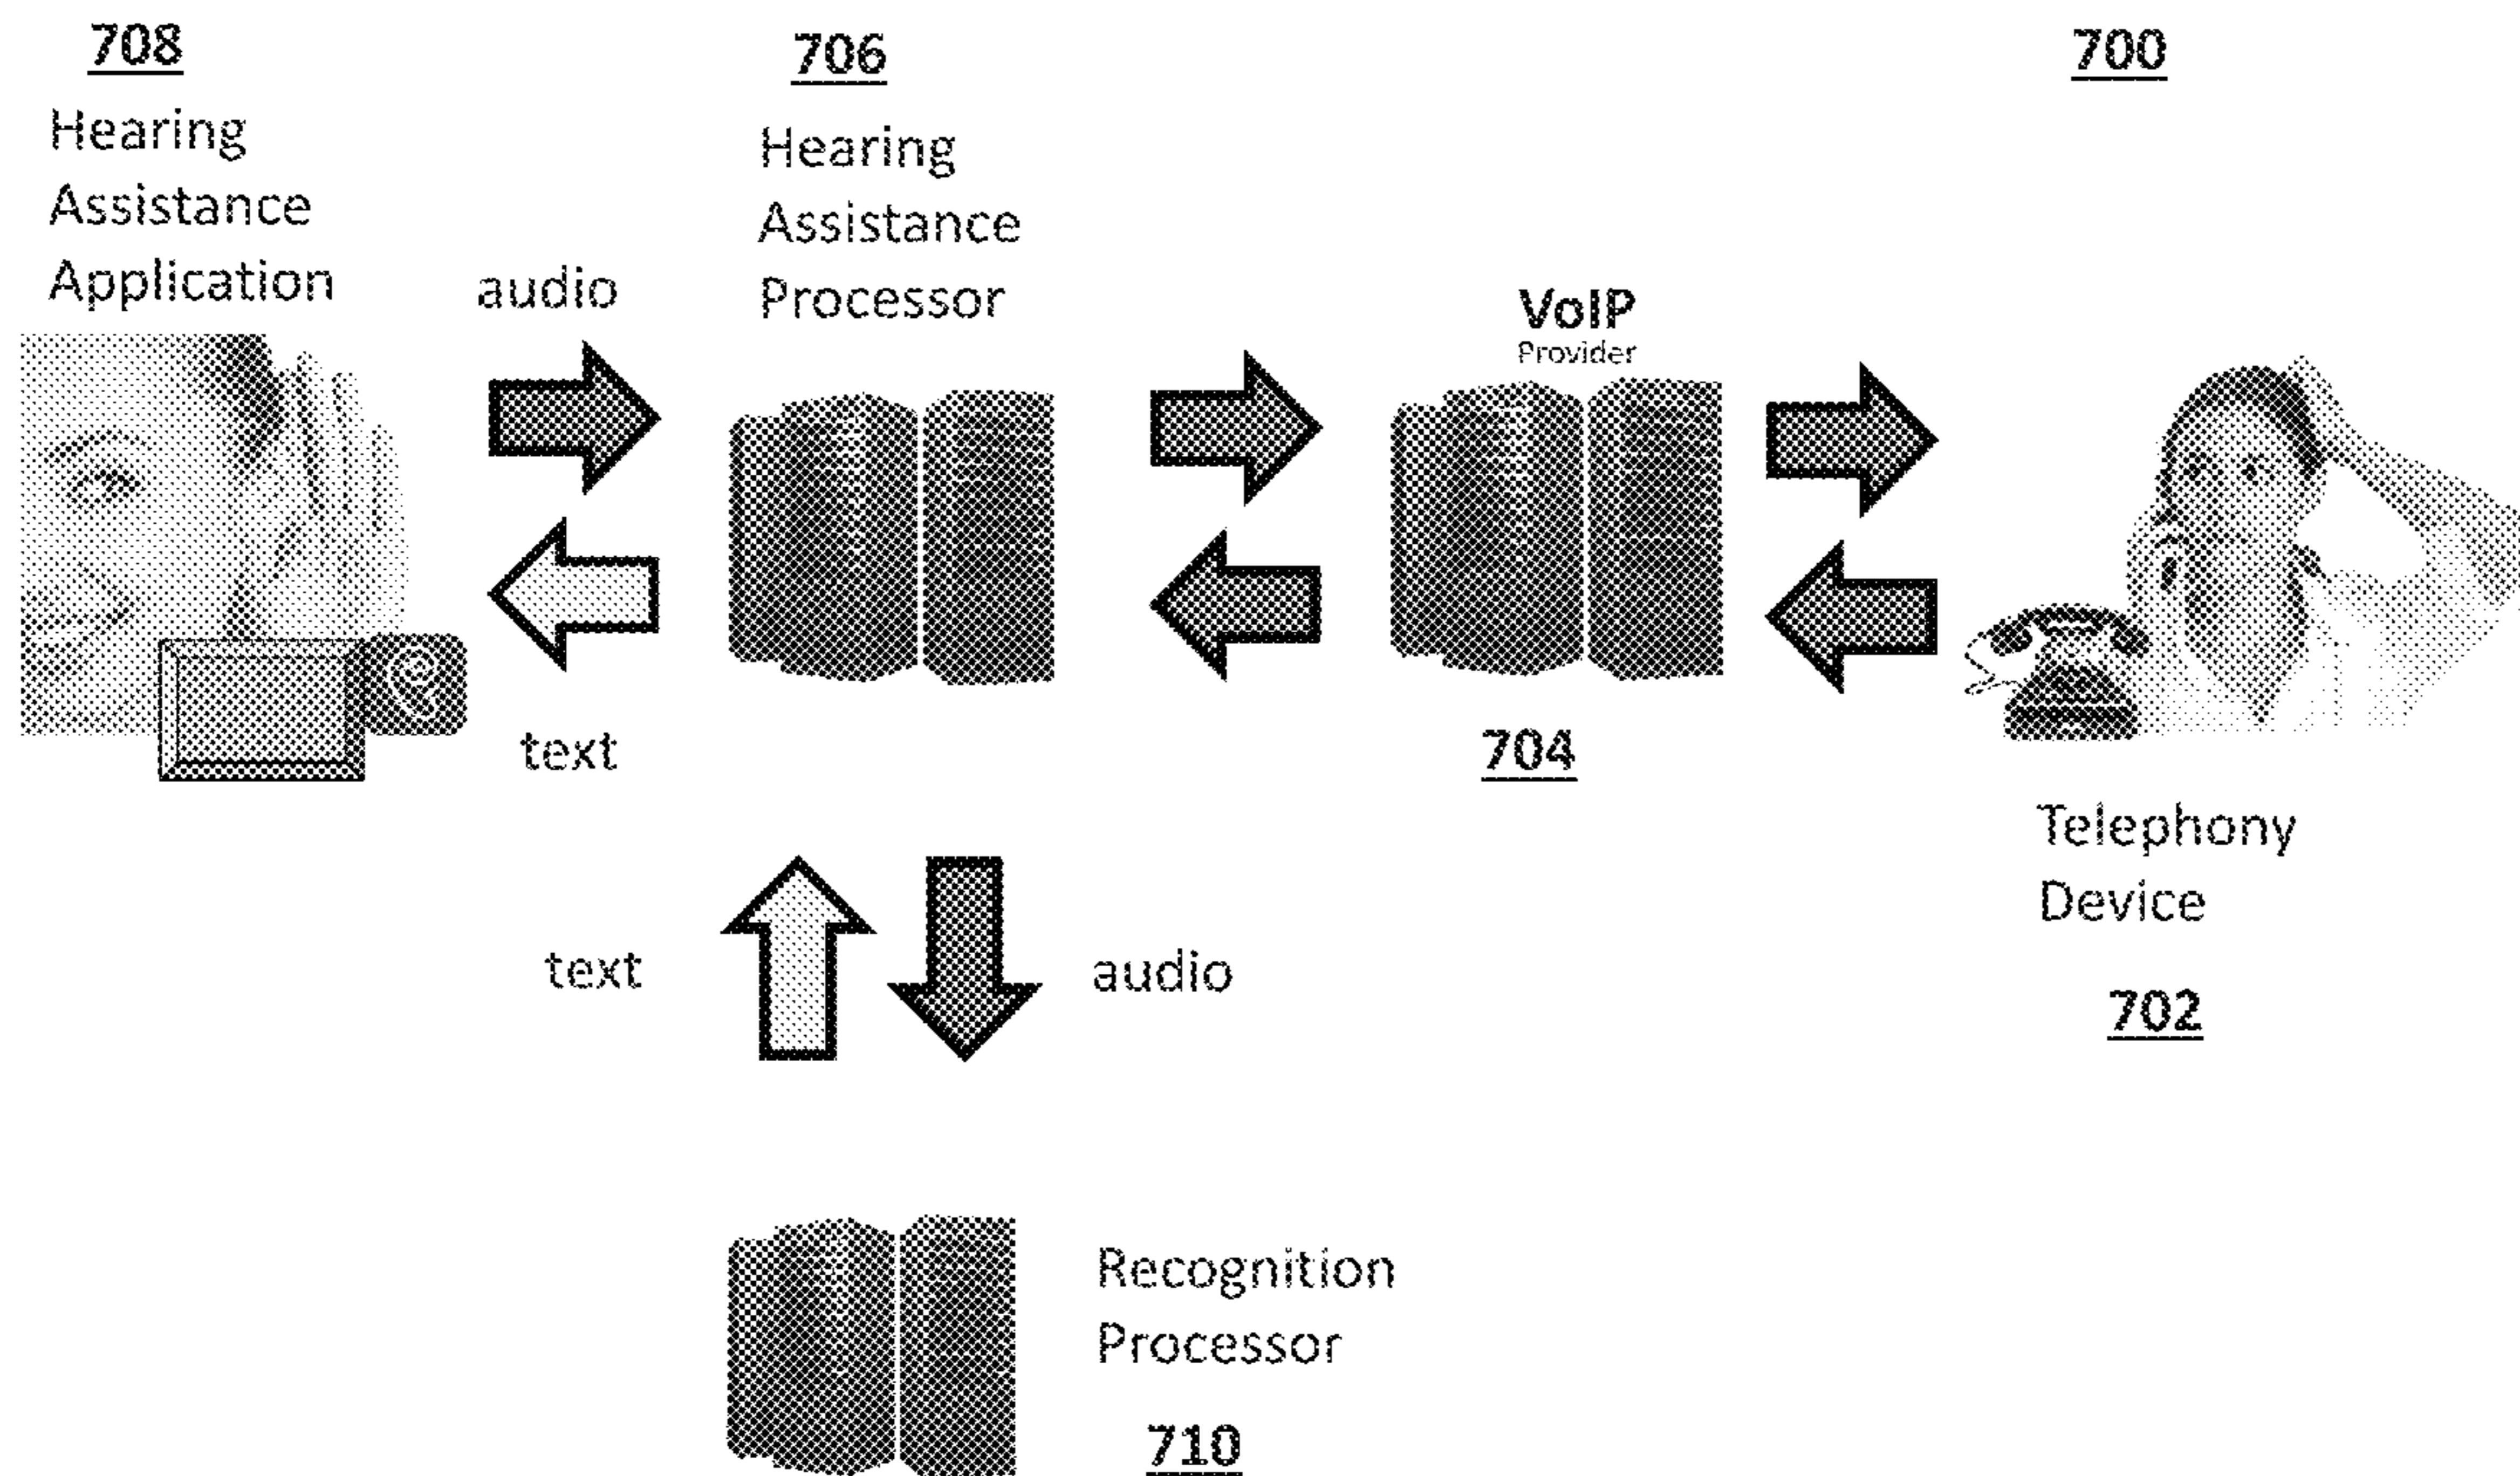 708
Hearing
Assistance
Application
audio
text
706
Hearing
Assistance
Processor
VoIP
Provider
704
700
Telephony
Device
702
text
audio
Recognition
Processor
710